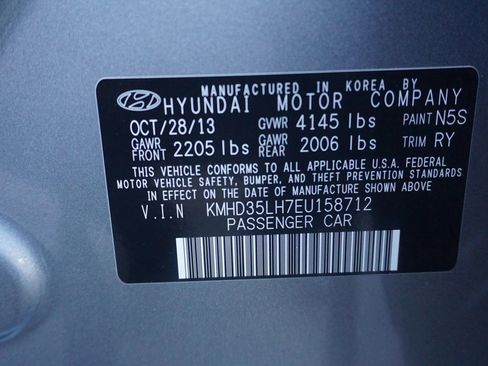 MANUFACTURED IN KOREA BY
HYUNDAI MOTOR COMPANY
OCT/28/13 GVWR 4145 lbs PAINT N5S
GAWR FRONT 2205 lbs GAWR REAR 2006 lbs TRIM RY
THIS VEHICLE CONFORMS TO ALL APPLICABLE U.S.A. FEDERAL
MOTOR VEHICLE SAFETY, BUMPER, AND THEFT PREVENTION STANDARDS
IN EFFECT ON THE DATE OF MANUFACTURE SHOWN ABOVE.
V.I.N KMHD35LH7EU158712
PASSENGER CAR